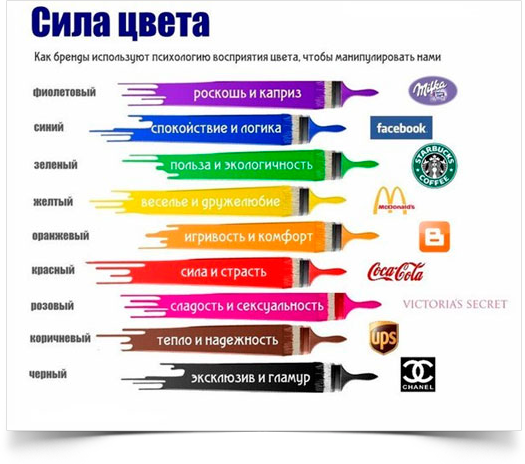 Сила цвета
Как бренды используют психологию восприятия цвета, чтобы манипулировать нами
фиолетовый роскошь и каприз Milka
синий спокойствие и логика facebook.
зеленый польза и экологичность STARBUCKS COFFEE
желтый веселье и дружелюбие McDonald's
оранжевый игривость и комфорт B
красный сила и страсть Coca-Cola
розовый сладость и сексуальность VICTORIA'S SECRET
коричневый тепло и надежность ups
черный эксклюзив и гламур CHANEL